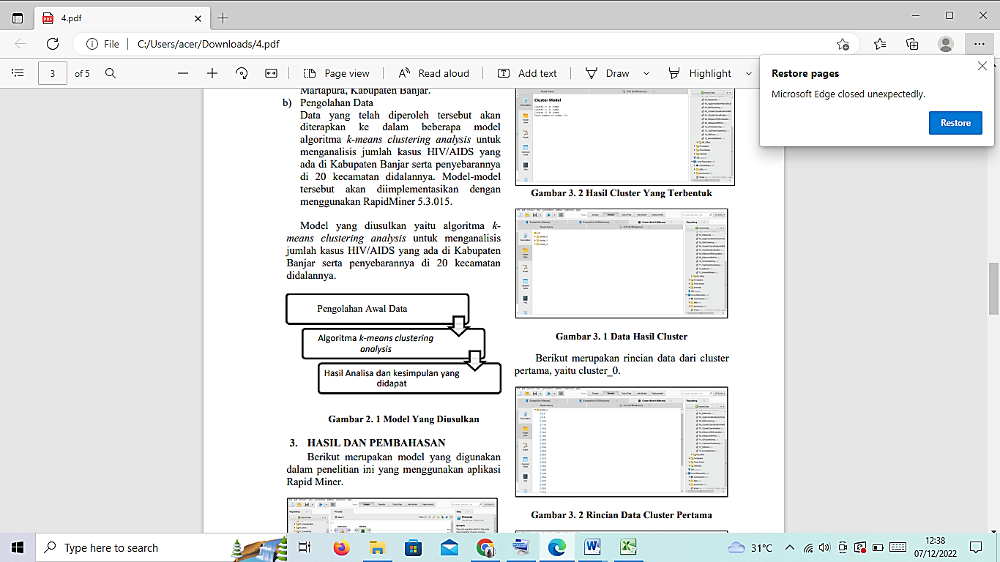 4.pdf
File
C:/Users/acer/Downloads/4.pdf
3
of 5
Page view
Read aloud
Add text
Draw
Highlight
Restore pages
Microsoft Edge closed unexpectedly.
Restore
Martapura, Kabupaten Banjar.
b) Pengolahan Data
Data yang telah diperoleh tersebut akan
diterapkan ke dalam beberapa model
algoritma k-means clustering analysis untuk
menganalisis jumlah kasus HIV/AIDS yang
ada di Kabupaten Banjar serta penyebarannya
di 20 kecamatan didalannya. Model-model
tersebut akan diimplementasikan dengan
menggunakan RapidMiner 5.3.015.
Model yang diusulkan yaitu algoritma k-
means clustering analysis untuk menganalisis
jumlah kasus HIV/AIDS yang ada di Kabupaten
Banjar serta penyebarannya di 20 kecamatan
didalannya.
Pengolahan Awal Data
Algoritma k-means clustering
analysis
Hasil Analisa dan kesimpulan yang
didapat
Gambar 2. 1 Model Yang Diusulkan
3. HASIL DAN PEMBAHASAN
Berikut merupakan model yang digunakan
dalam penelitian ini yang menggunakan aplikasi
Rapid Miner.
Process
Cluster Model
Gambar 3. 2 Hasil Cluster Yang Terbentuk
Gambar 3. 1 Data Hasil Cluster
Berikut merupakan rincian data dari cluster
pertama, yaitu cluster_0.
Gambar 3. 2 Rincian Data Cluster Pertama
Type here to search
31°C
12:38
07/12/2022